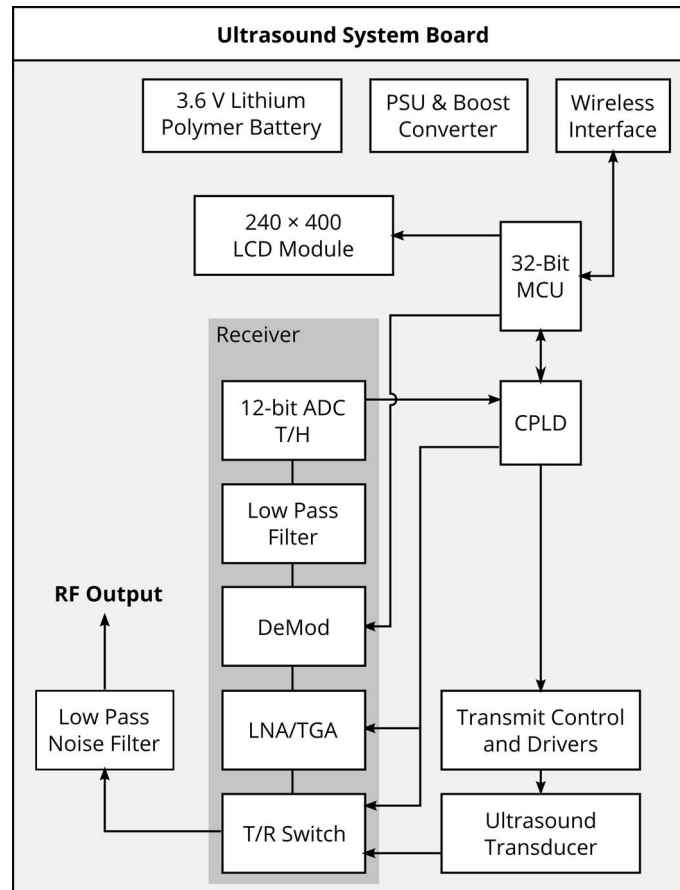 Ultrasound System Board
3.6 V Lithium
Polymer Battery
PSU & Boost
Converter
Wireless
Interface
240 × 400
LCD Module
32-Bit
MCU
Receiver
12-bit ADC
T/H
CPLD
Low Pass
Filter
RF Output
DeMod
Low Pass
Noise Filter
LNA/TGA
Transmit Control
and Drivers
T/R Switch
Ultrasound
Transducer